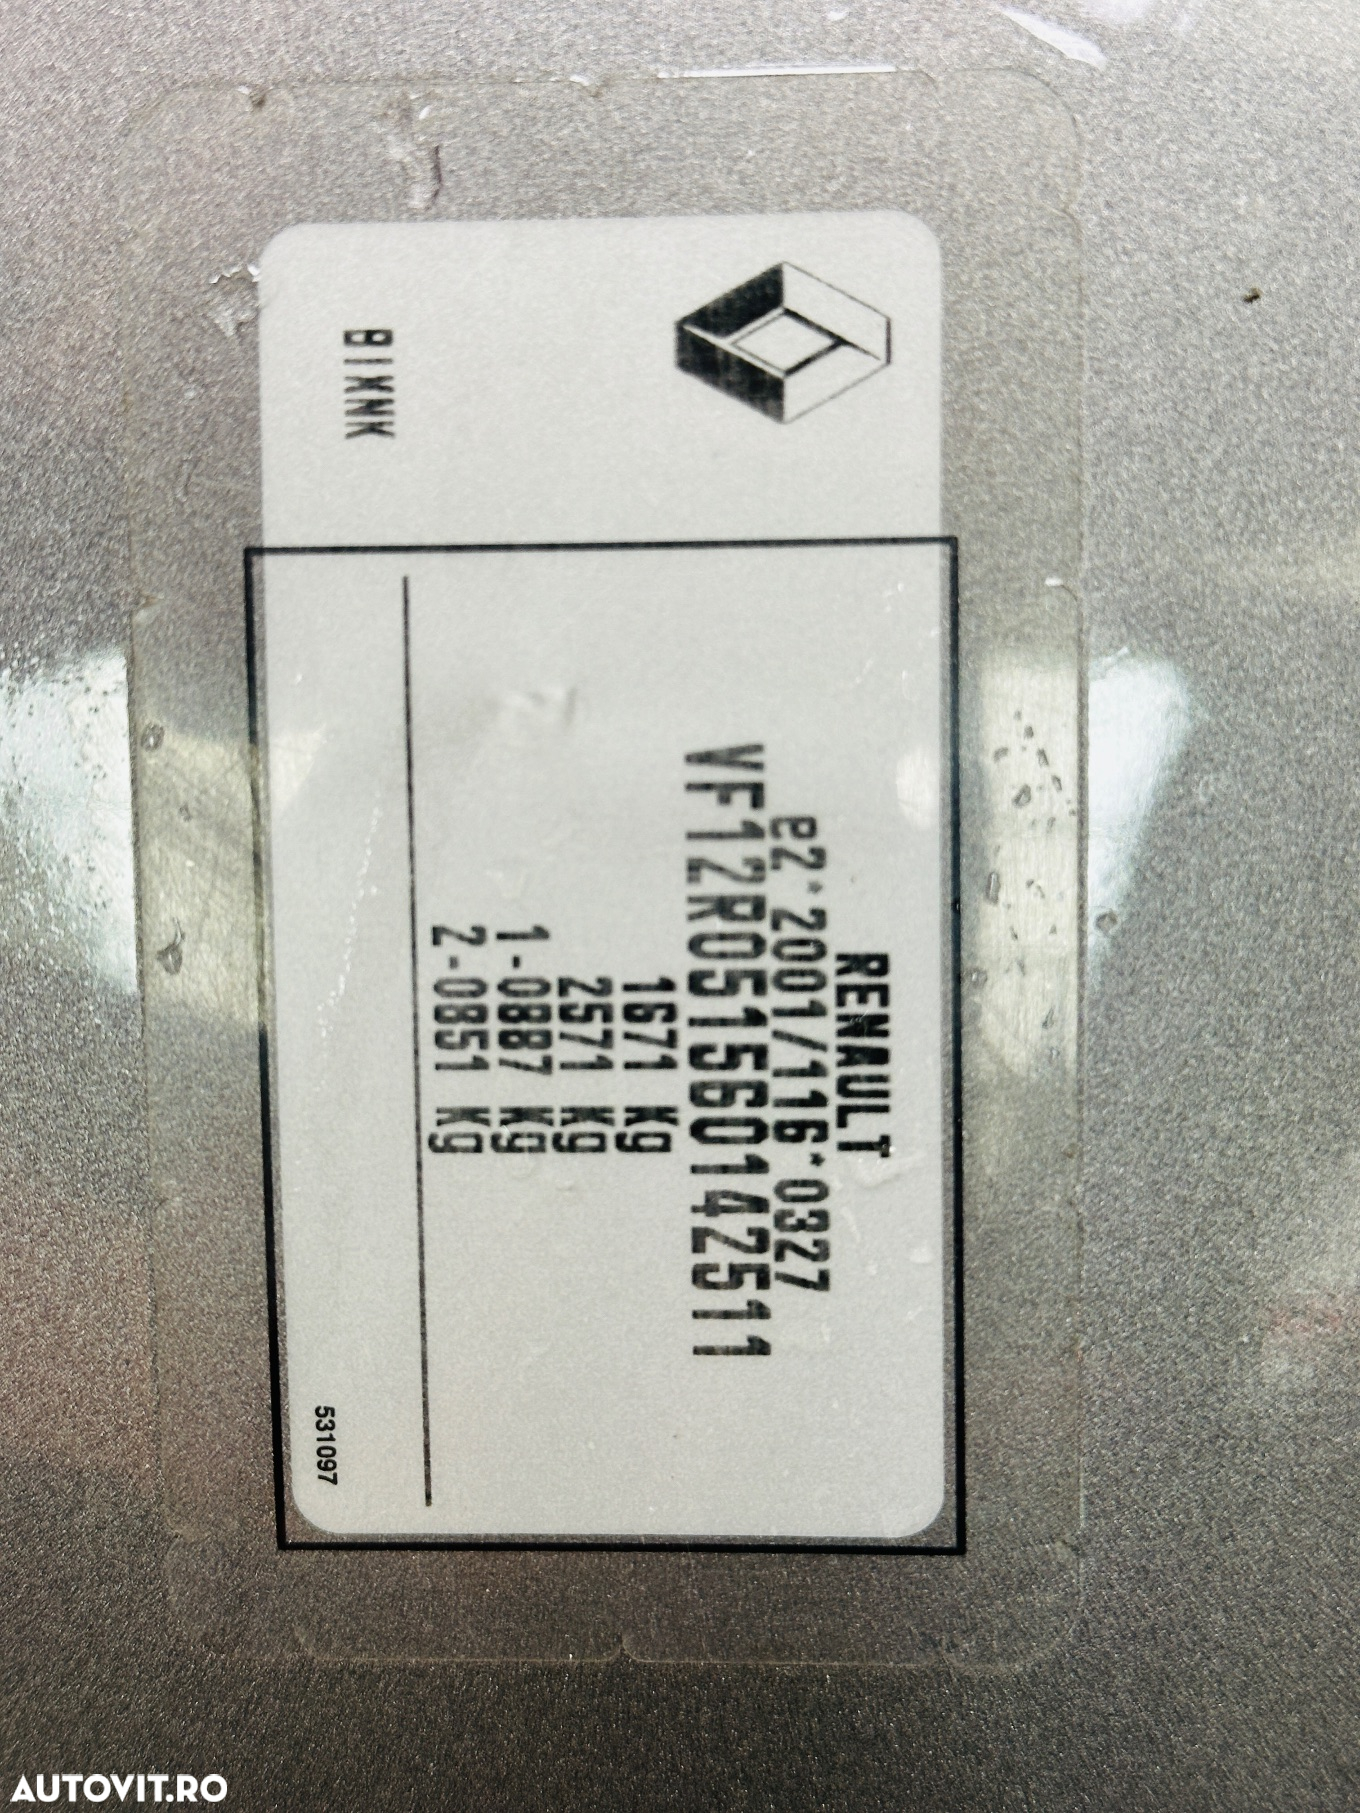 RENAULT
e2*2001/116*0327
VF12R051560142511
1671 kg
2571 kg
1-0887 kg
2-0851 kg
BIXNK
531097
AUTOVIT.RO